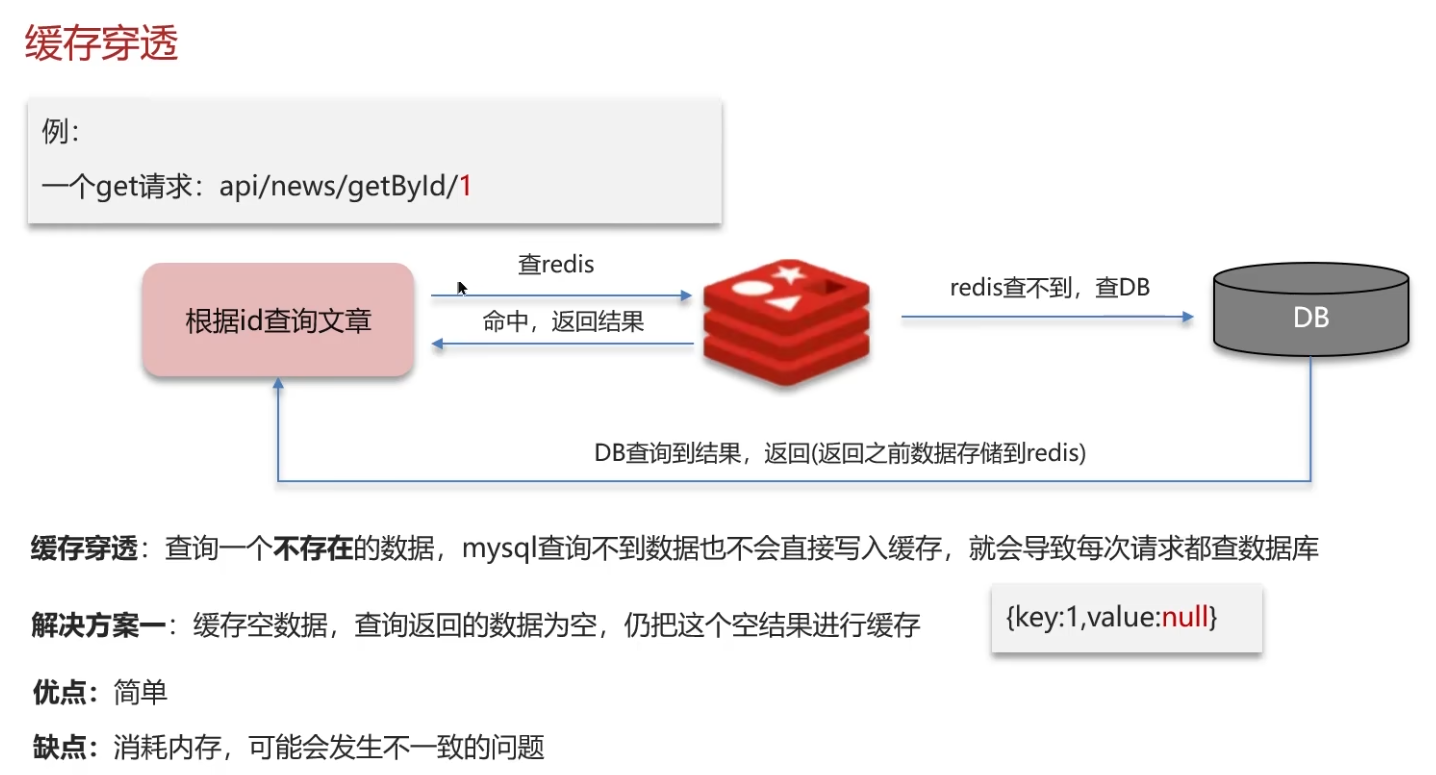 缓存穿透
例：
一个get请求：api/news/getById/1
查redis
redis查不到，查DB
根据id查询文章
命中，返回结果
DB
DB查询到结果，返回(返回之前数据存储到redis)
缓存穿透：查询一个不存在的数据，mysql查询不到数据也不会直接写入缓存，就会导致每次请求都查数据库
解决方案一：缓存空数据，查询返回的数据为空，仍把这个空结果进行缓存
{key:1,value:null}
优点：简单
缺点：消耗内存，可能会发生不一致的问题